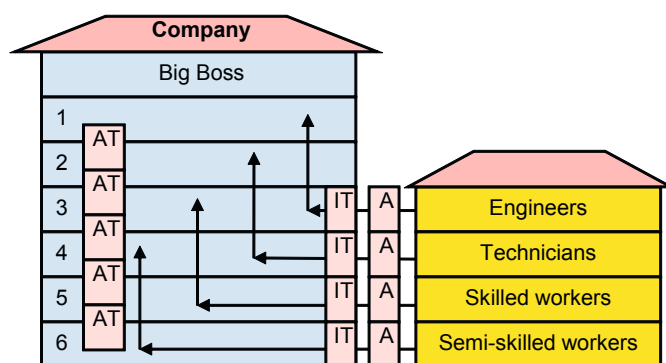 Company
Big Boss
1
AT
2
AT
3
IT
A
Engineers
AT
4
IT
A
Technicians
AT
5
IT
A
Skilled workers
AT
6
IT
A
Semi-skilled workers